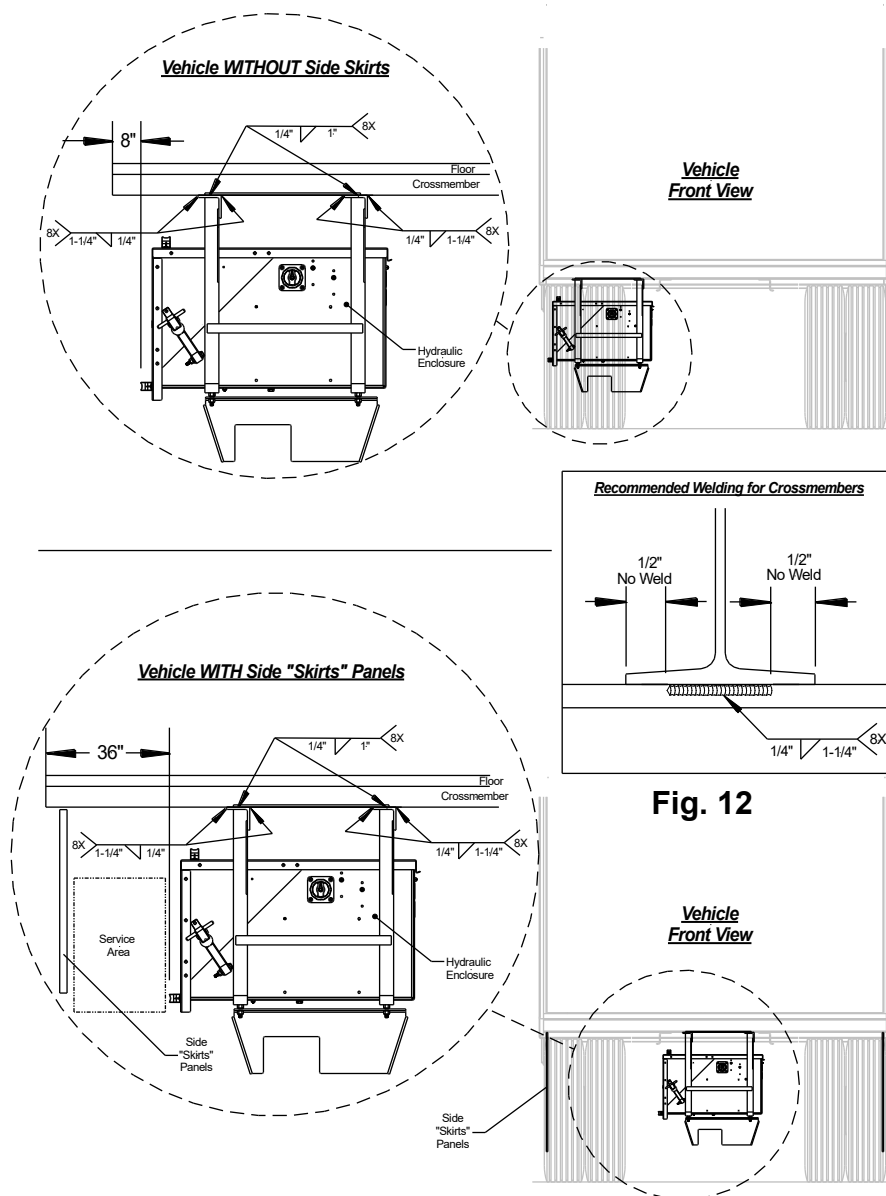 Vehicle WITHOUT Side Skirts
8"
1/4"
1"
8X
Floor
Crossmember
8X
1-1/4"
1/4"
1/4"
1-1/4"
8X
Hydraulic
Enclosure
Vehicle
Front View
Recommended Welding for Crossmembers
1/2"
No Weld
1/2"
No Weld
1/4"
1-1/4"
8X
Fig. 12
Vehicle WITH Side "Skirts" Panels
36"
1/4"
1"
8X
Floor
Crossmember
8X
1-1/4"
1/4"
1/4"
1-1/4"
8X
Service
Area
Hydraulic
Enclosure
Side
"Skirts"
Panels
Vehicle
Front View
Side
"Skirts"
Panels